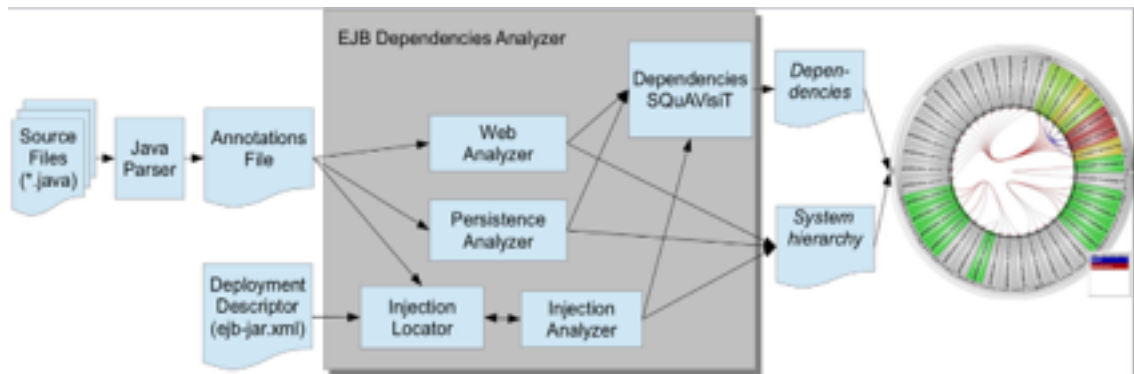 EJB Dependencies Analyzer
Source
Files
(*.java)
Java
Parser
Annotations
File
Deployment
Descriptor
(ejb-jar.xml)
Web
Analyzer
Persistence
Analyzer
Injection
Locator
Injection
Analyzer
Dependencies
SQuAVisiT
Depen-
dencies
System
hierarchy